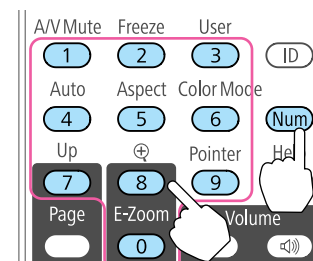 A/V Mute Freeze User
1 2 3 ID
Auto Aspect Color Mode
4 5 6 Num
Up Pointer
7 8 9
Page E-Zoom Volume
0